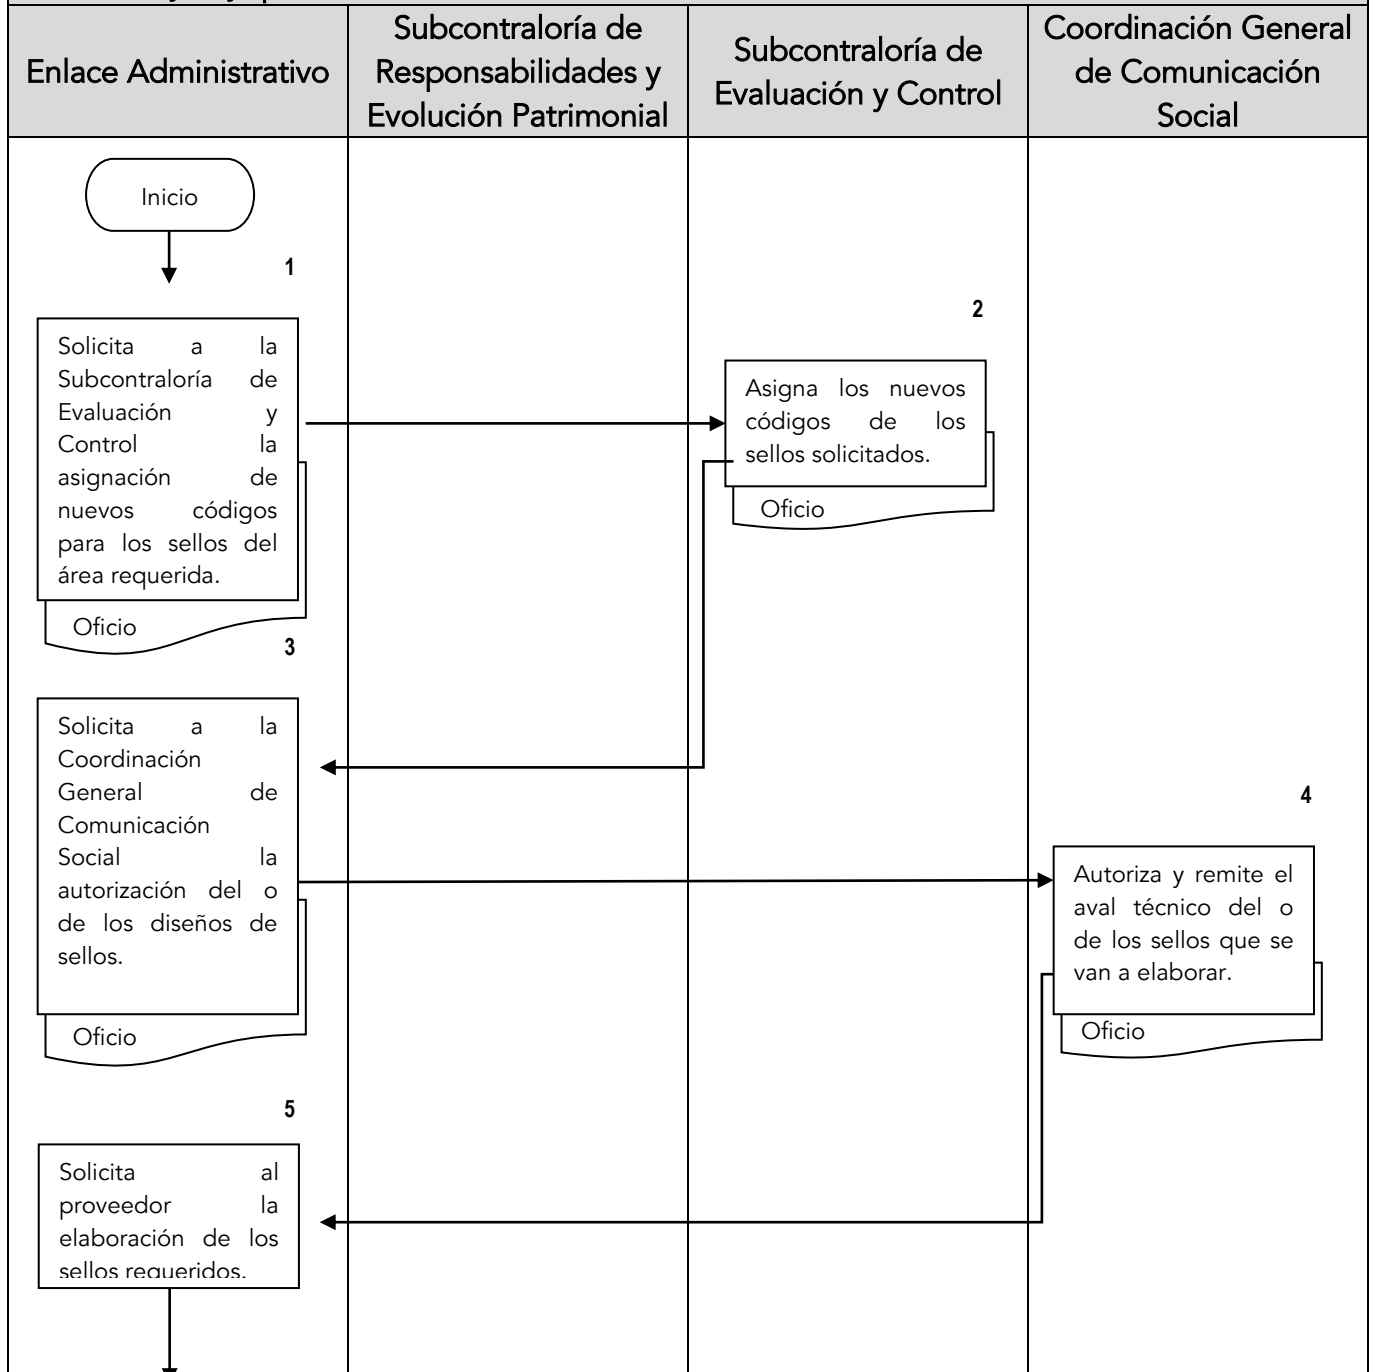 Enlace Administrativo
Subcontraloría de
Responsabilidades y
Evolución Patrimonial
Subcontraloría de
Evaluación y Control
Coordinación General
de Comunicación
Social
Inicio
1
Solicita a la
Subcontraloría de
Evaluación y
Control la
asignación de
nuevos códigos
para los sellos del
área requerida.
Oficio
2
Asigna los nuevos
códigos de los
sellos solicitados.
Oficio
3
Solicita a la
Coordinación
General de
Comunicación
Social la
autorización del o
de los diseños de
sellos.
Oficio
4
Autoriza y remite el
aval técnico del o
de los sellos que se
van a elaborar.
Oficio
5
Solicita al
proveedor la
elaboración de los
sellos requeridos.